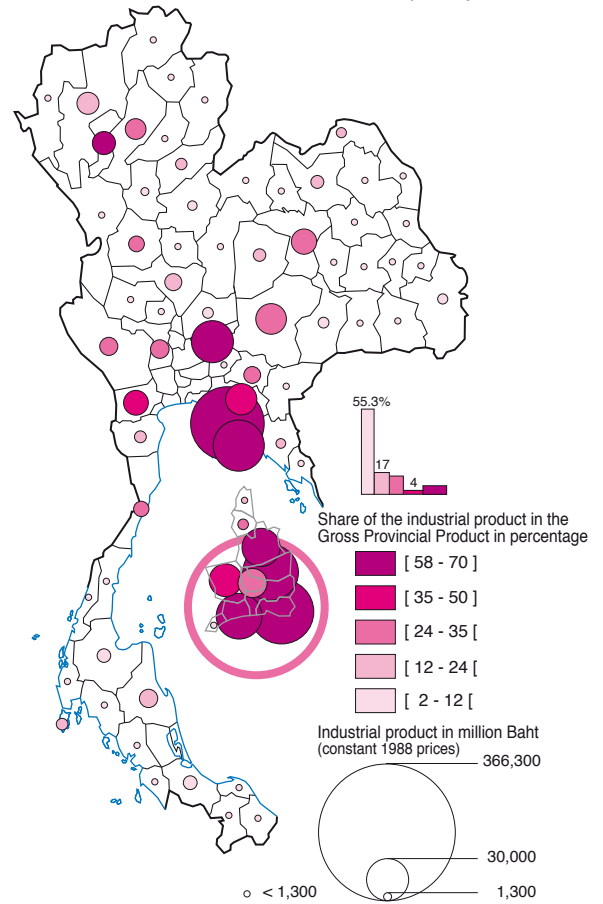 55.3%
17
4
Share of the industrial product in the
Gross Provincial Product in percentage
[ 58 - 70 ]
[ 35 - 50 ]
[ 24 - 35 [
[ 12 - 24 [
[ 2 - 12 [
Industrial product in million Baht
(constant 1988 prices)
366,300
30,000
1,300
< 1,300